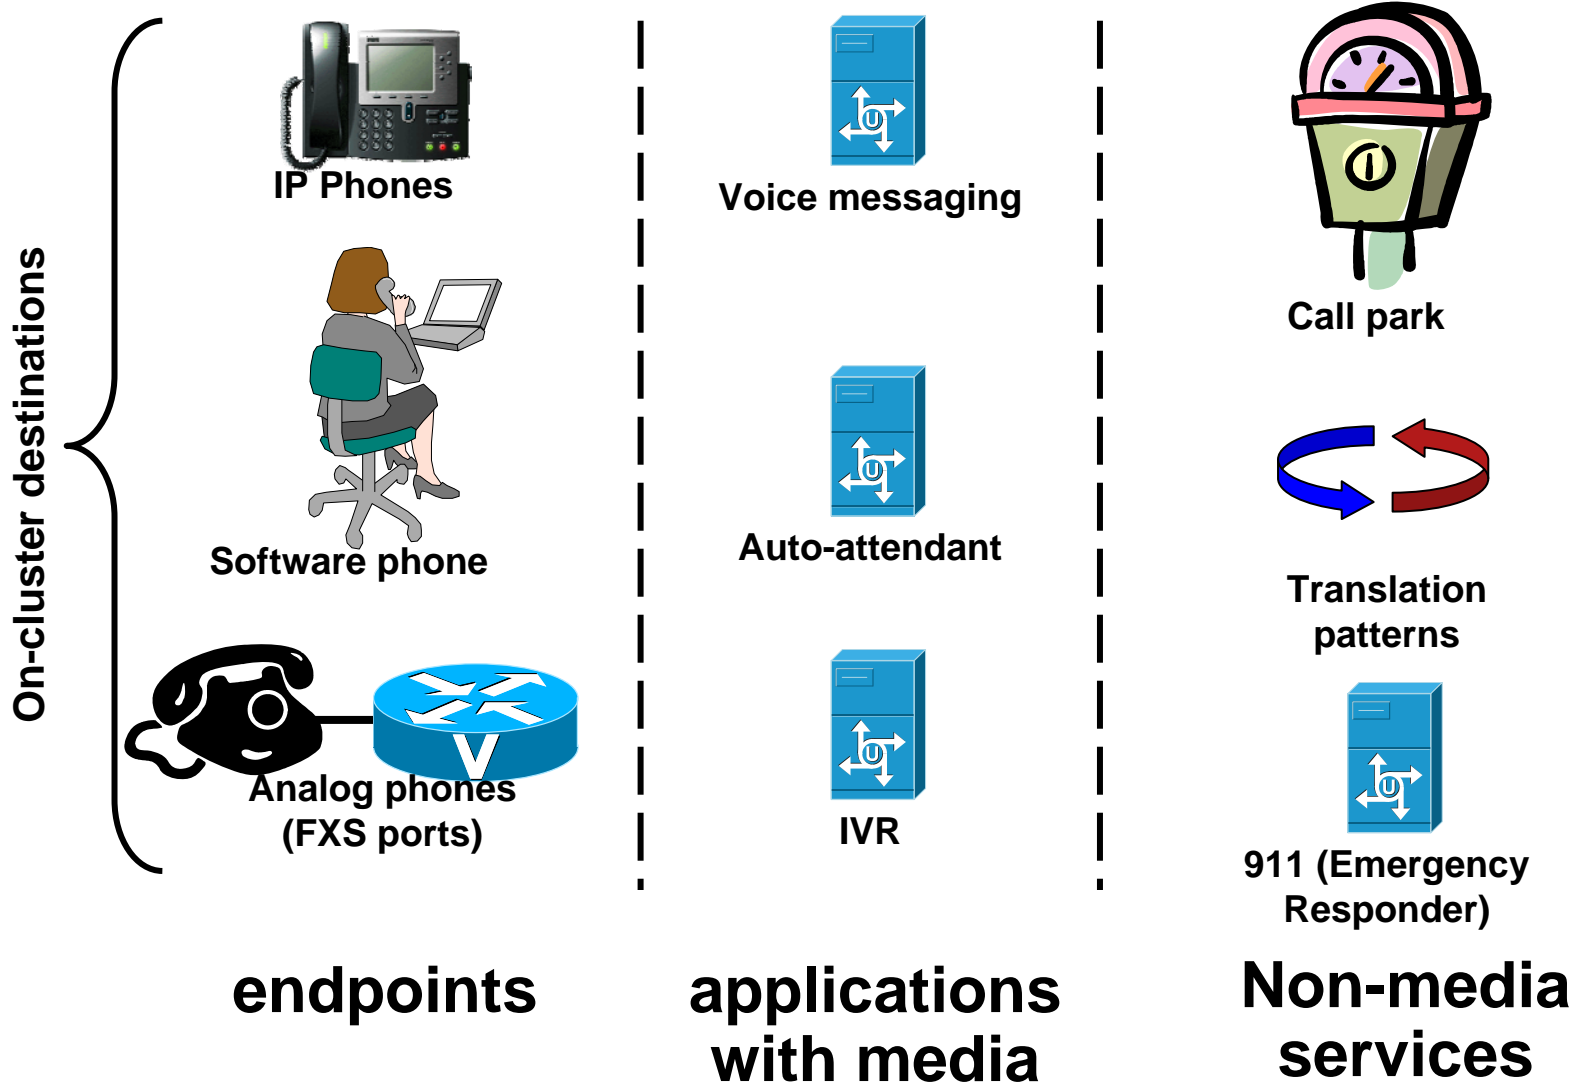 On-cluster destinations
IP Phones
Software phone
V
Analog phones
(FXS ports)
endpoints
U
Voice messaging
U
Auto-attendant
U
IVR
applications
with media
Call park
Translation
patterns
U
911 (Emergency
Responder)
Non-media
services